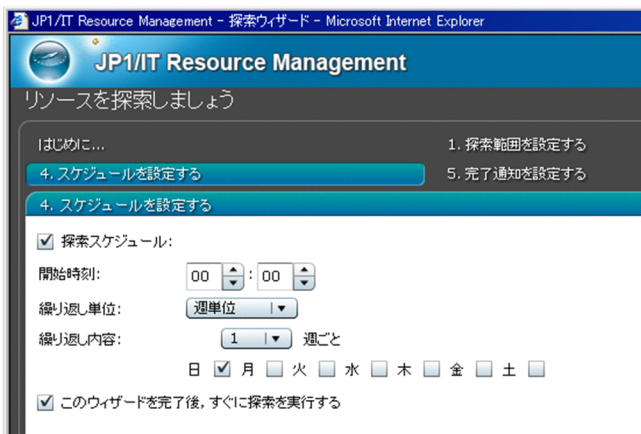 JP1/IT Resource Management - 探索ウィザード - Microsoft Internet Explorer
JP1/IT Resource Management
リソースを探索しましょう
はじめに... 1. 探索範囲を設定する
4. スケジュールを設定する 5. 完了通知を設定する
4. スケジュールを設定する
探索スケジュール:
開始時刻: 00 : 00
繰り返し単位: 週単位
繰り返し内容: 1 週ごと
日 月 火 水 木 金 土
このウィザードを完了後, すぐに探索を実行する